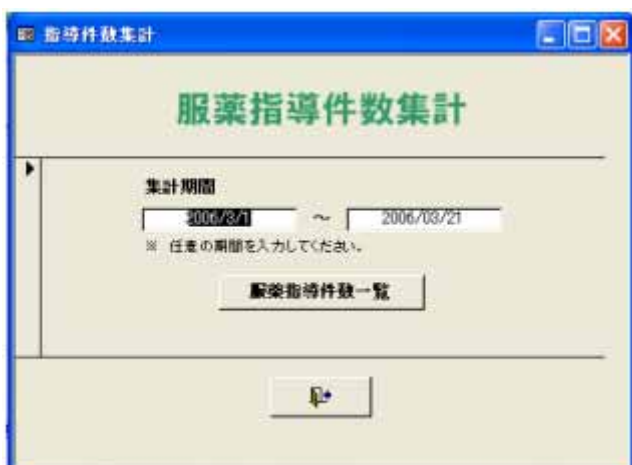 指導件数集計
服薬指導件数集計
集計期間
2006/3/1 ～ 2006/03/21
※ 任意の期間を入力してください。
服薬指導件数一覧